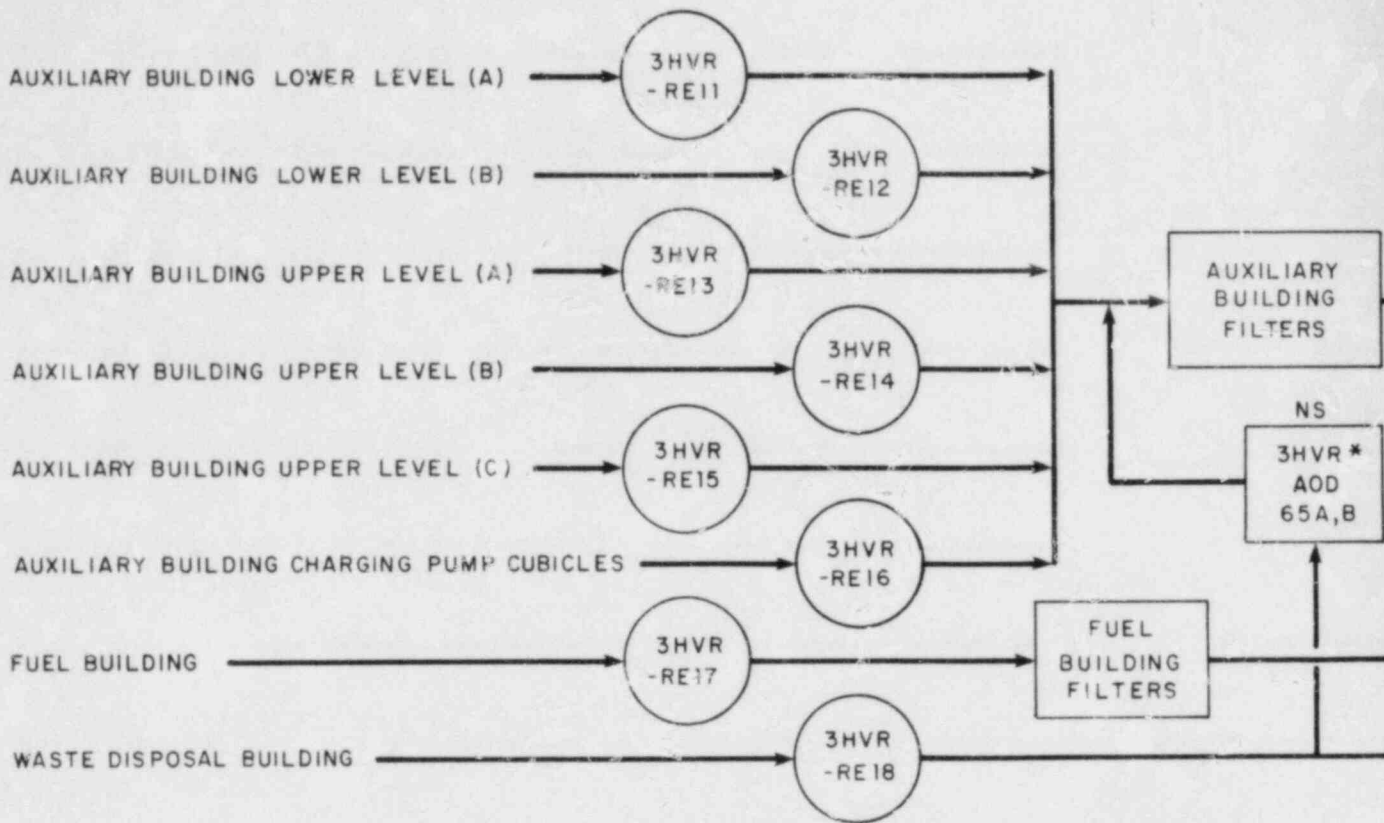 AUXILIARY BUILDING LOWER LEVEL (A)
3HVR
-RE11
AUXILIARY BUILDING LOWER LEVEL (B)
3HVR
-RE12
AUXILIARY BUILDING UPPER LEVEL (A)
3HVR
-RE13
AUXILIARY
BUILDING
FILTERS
AUXILIARY BUILDING UPPER LEVEL (B)
3HVR
-RE14
NS
3HVR*
AOD
65A,B
AUXILIARY BUILDING UPPER LEVEL (C)
3HVR
-RE15
AUXILIARY BUILDING CHARGING PUMP CUBICLES
3HVR
-RE16
FUEL BUILDING
3HVR
-RE17
FUEL
BUILDING
FILTERS
WASTE DISPOSAL BUILDING
3HVR
-RE18